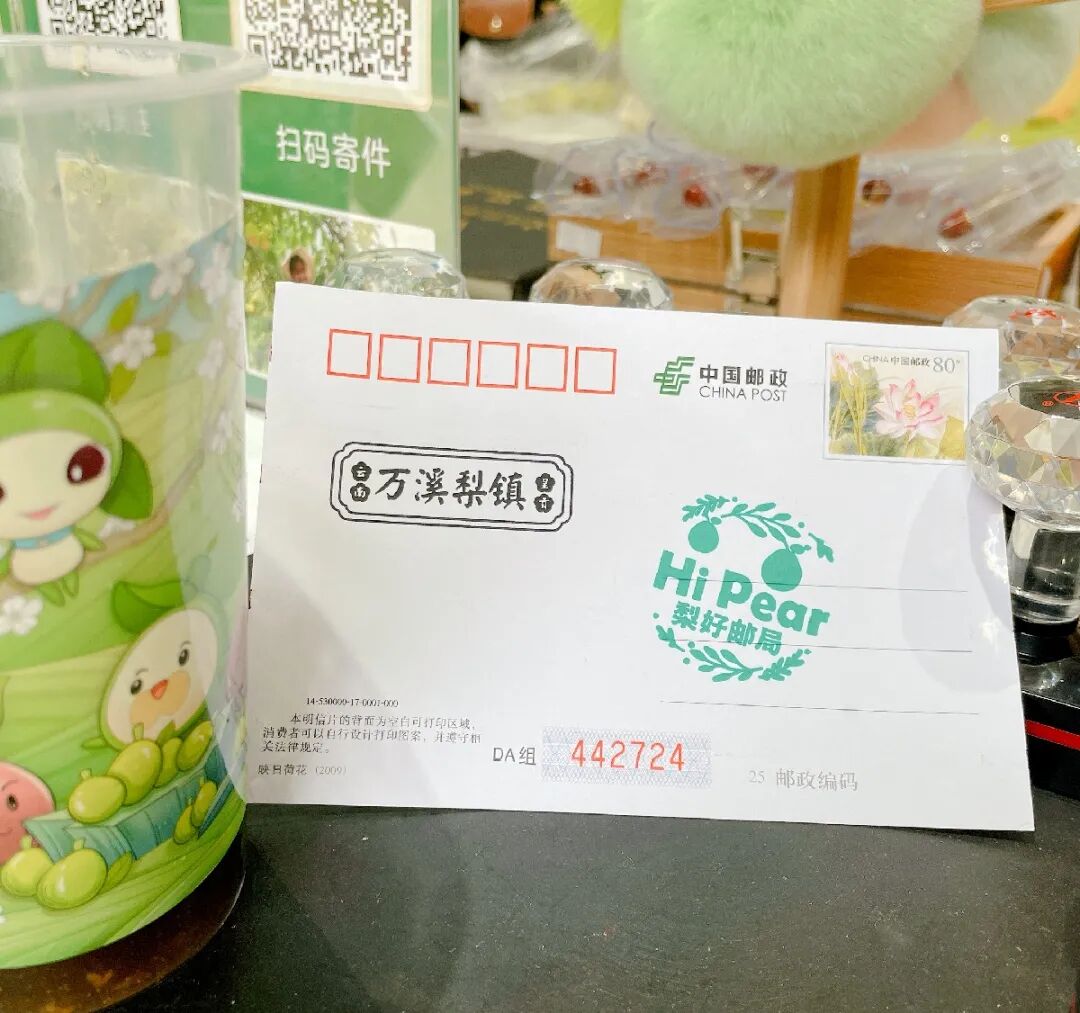 扫码寄件
中国邮政
CHINA POST
CHINA 中国邮政 80分
云南
万溪梨镇
呈贡
Hi Pear
梨好邮局
14-530000-17-0001-000
本明信片的背面为空白可打印区域，
消费者可以自行设计打印图案，并遵守相
关法律规定。
映日荷花（2009）
DA组 442724
25 邮政编码